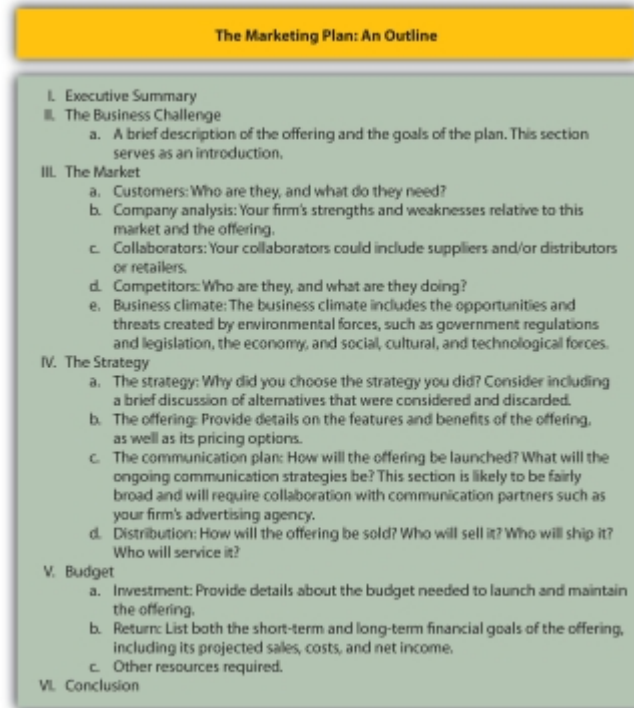 The Marketing Plan: An Outline
I. Executive Summary
II. The Business Challenge
a. A brief description of the offering and the goals of the plan. This section
serves as an introduction.
III. The Market
a. Customers: Who are they, and what do they need?
b. Company analysis: Your firm's strengths and weaknesses relative to this
market and the offering.
c. Collaborators: Your collaborators could include suppliers and/or distributors
or retailers.
d. Competitors: Who are they, and what are they doing?
e. Business climate: The business climate includes the opportunities and
threats created by environmental forces, such as government regulations
and legislation, the economy, and social, cultural, and technological forces.
IV. The Strategy
a. The strategy: Why did you choose the strategy you did? Consider including
a brief discussion of alternatives that were considered and discarded.
b. The offering: Provide details on the features and benefits of the offering,
as well as its pricing options.
c. The communication plan: How will the offering be launched? What will the
ongoing communication strategies be? This section is likely to be fairly
broad and will require collaboration with communication partners such as
your firm's advertising agency.
d. Distribution: How will the offering be sold? Who will sell it? Who will ship it?
Who will service it?
V. Budget
a. Investment: Provide details about the budget needed to launch and maintain
the offering.
b. Return: List both the short-term and long-term financial goals of the offering,
including its projected sales, costs, and net income.
c. Other resources required.
VI. Conclusion